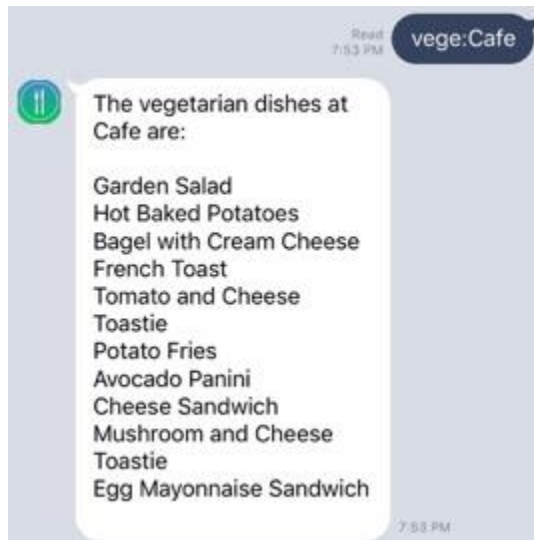 vege:Cafe
Read
7:53 PM
The vegetarian dishes at
Cafe are:
Garden Salad
Hot Baked Potatoes
Bagel with Cream Cheese
French Toast
Tomato and Cheese
Toastie
Potato Fries
Avocado Panini
Cheese Sandwich
Mushroom and Cheese
Toastie
Egg Mayonnaise Sandwich
7:53 PM